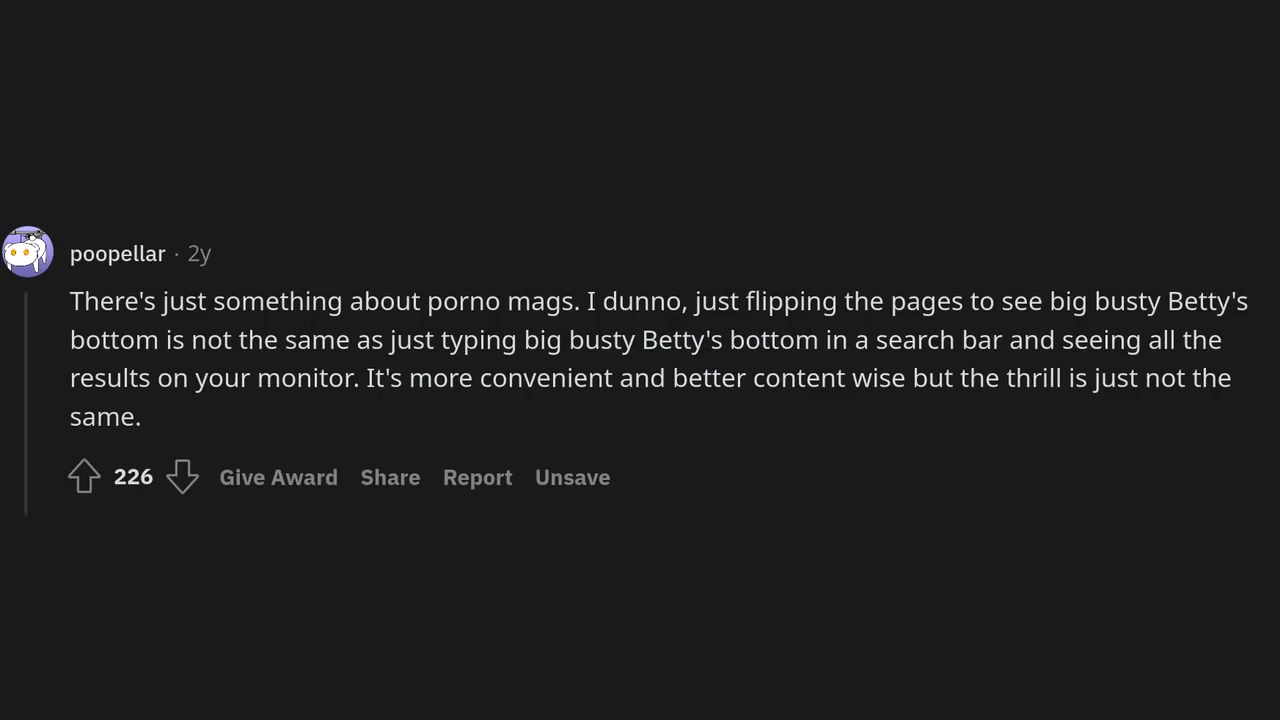 poopellar · 2y
There's just something about porno mags. I dunno, just flipping the pages to see big busty Betty's
bottom is not the same as just typing big busty Betty's bottom in a search bar and seeing all the
results on your monitor. It's more convenient and better content wise but the thrill is just not the
same.
226 Give Award Share Report Unsave